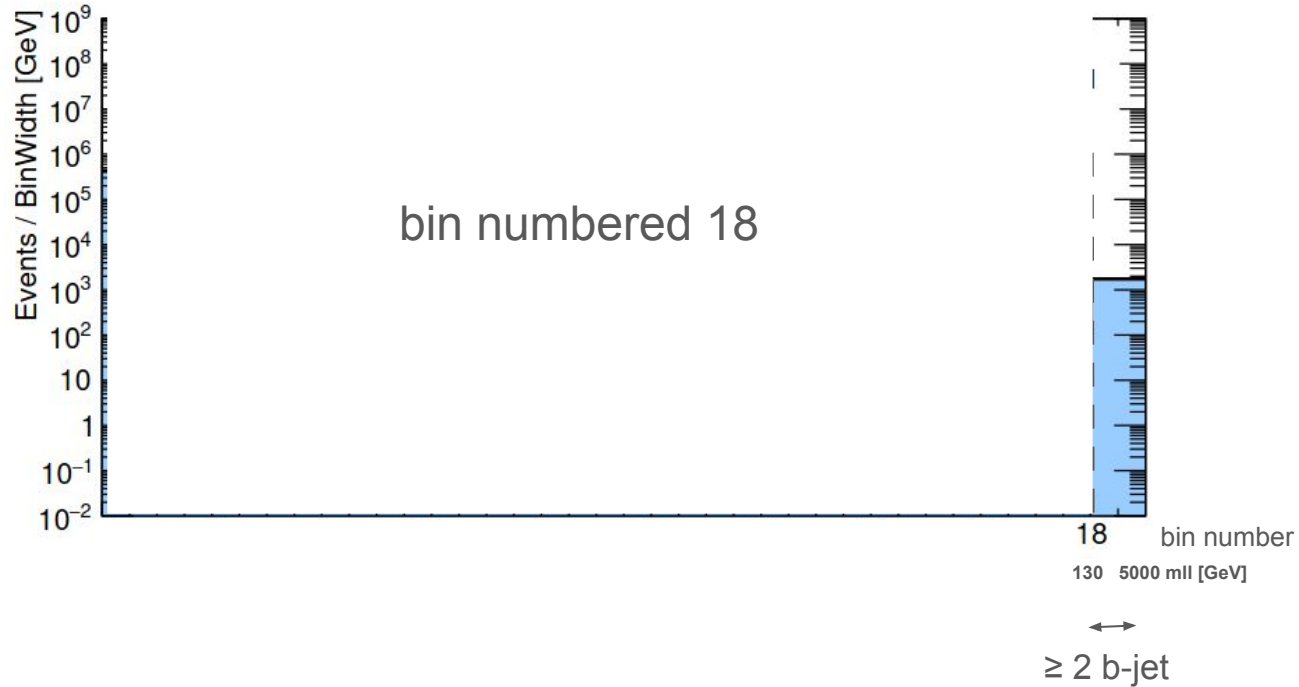 Events / BinWidth [GeV]
10⁹
10⁸
10⁷
10⁶
10⁵
10⁴
10³
10²
10
1
10⁻¹
10⁻²
bin numbered 18
18
bin number
130 5000 mll [GeV]
≥ 2 b-jet